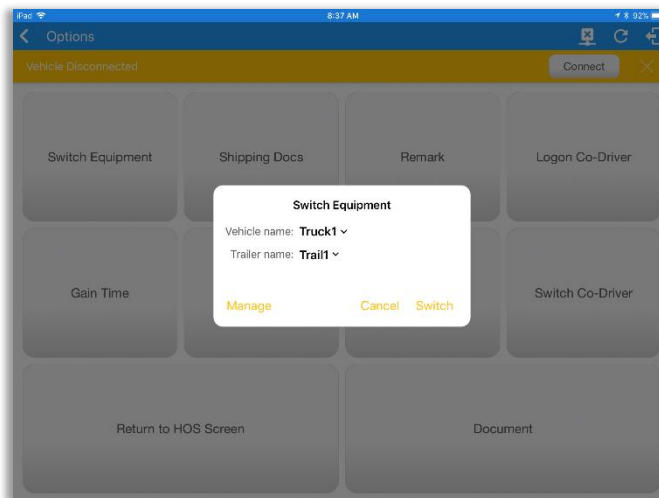 iPad 8:37 AM 92%
Options
Vehicle Disconnected Connect
Switch Equipment Shipping Docs Remark Logon Co-Driver
Switch Equipment
Vehicle name: Truck1
Trailer name: Trail1
Gain Time Switch Co-Driver
Manage Cancel Switch
Return to HOS Screen Document